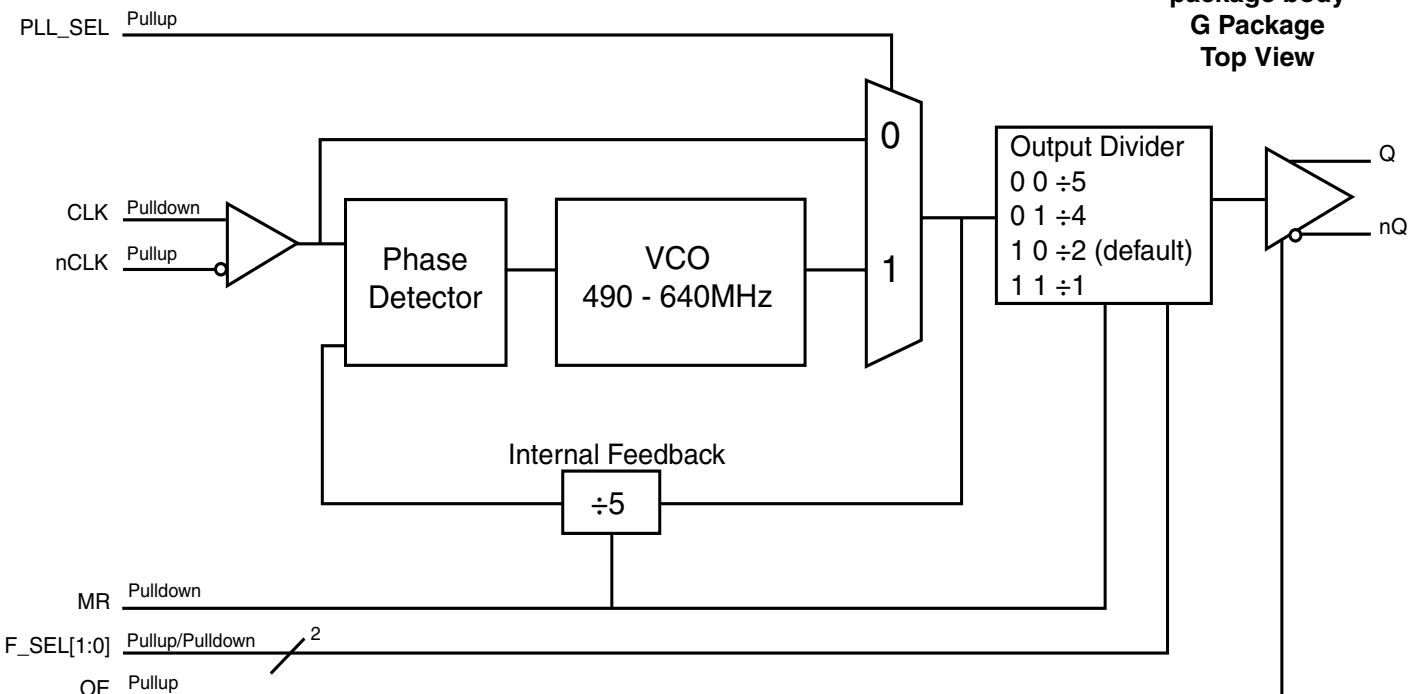 package body
G Package
Top View
PLL_SEL Pullup
0
Output Divider
0 0 ÷5
0 1 ÷4
1 0 ÷2 (default)
1 1 ÷1
Q
nQ
CLK Pulldown
nCLK Pullup
Phase
Detector
VCO
490 - 640MHz
1
Internal Feedback
÷5
MR Pulldown
F_SEL[1:0] Pullup/Pulldown 2
OE Pullup